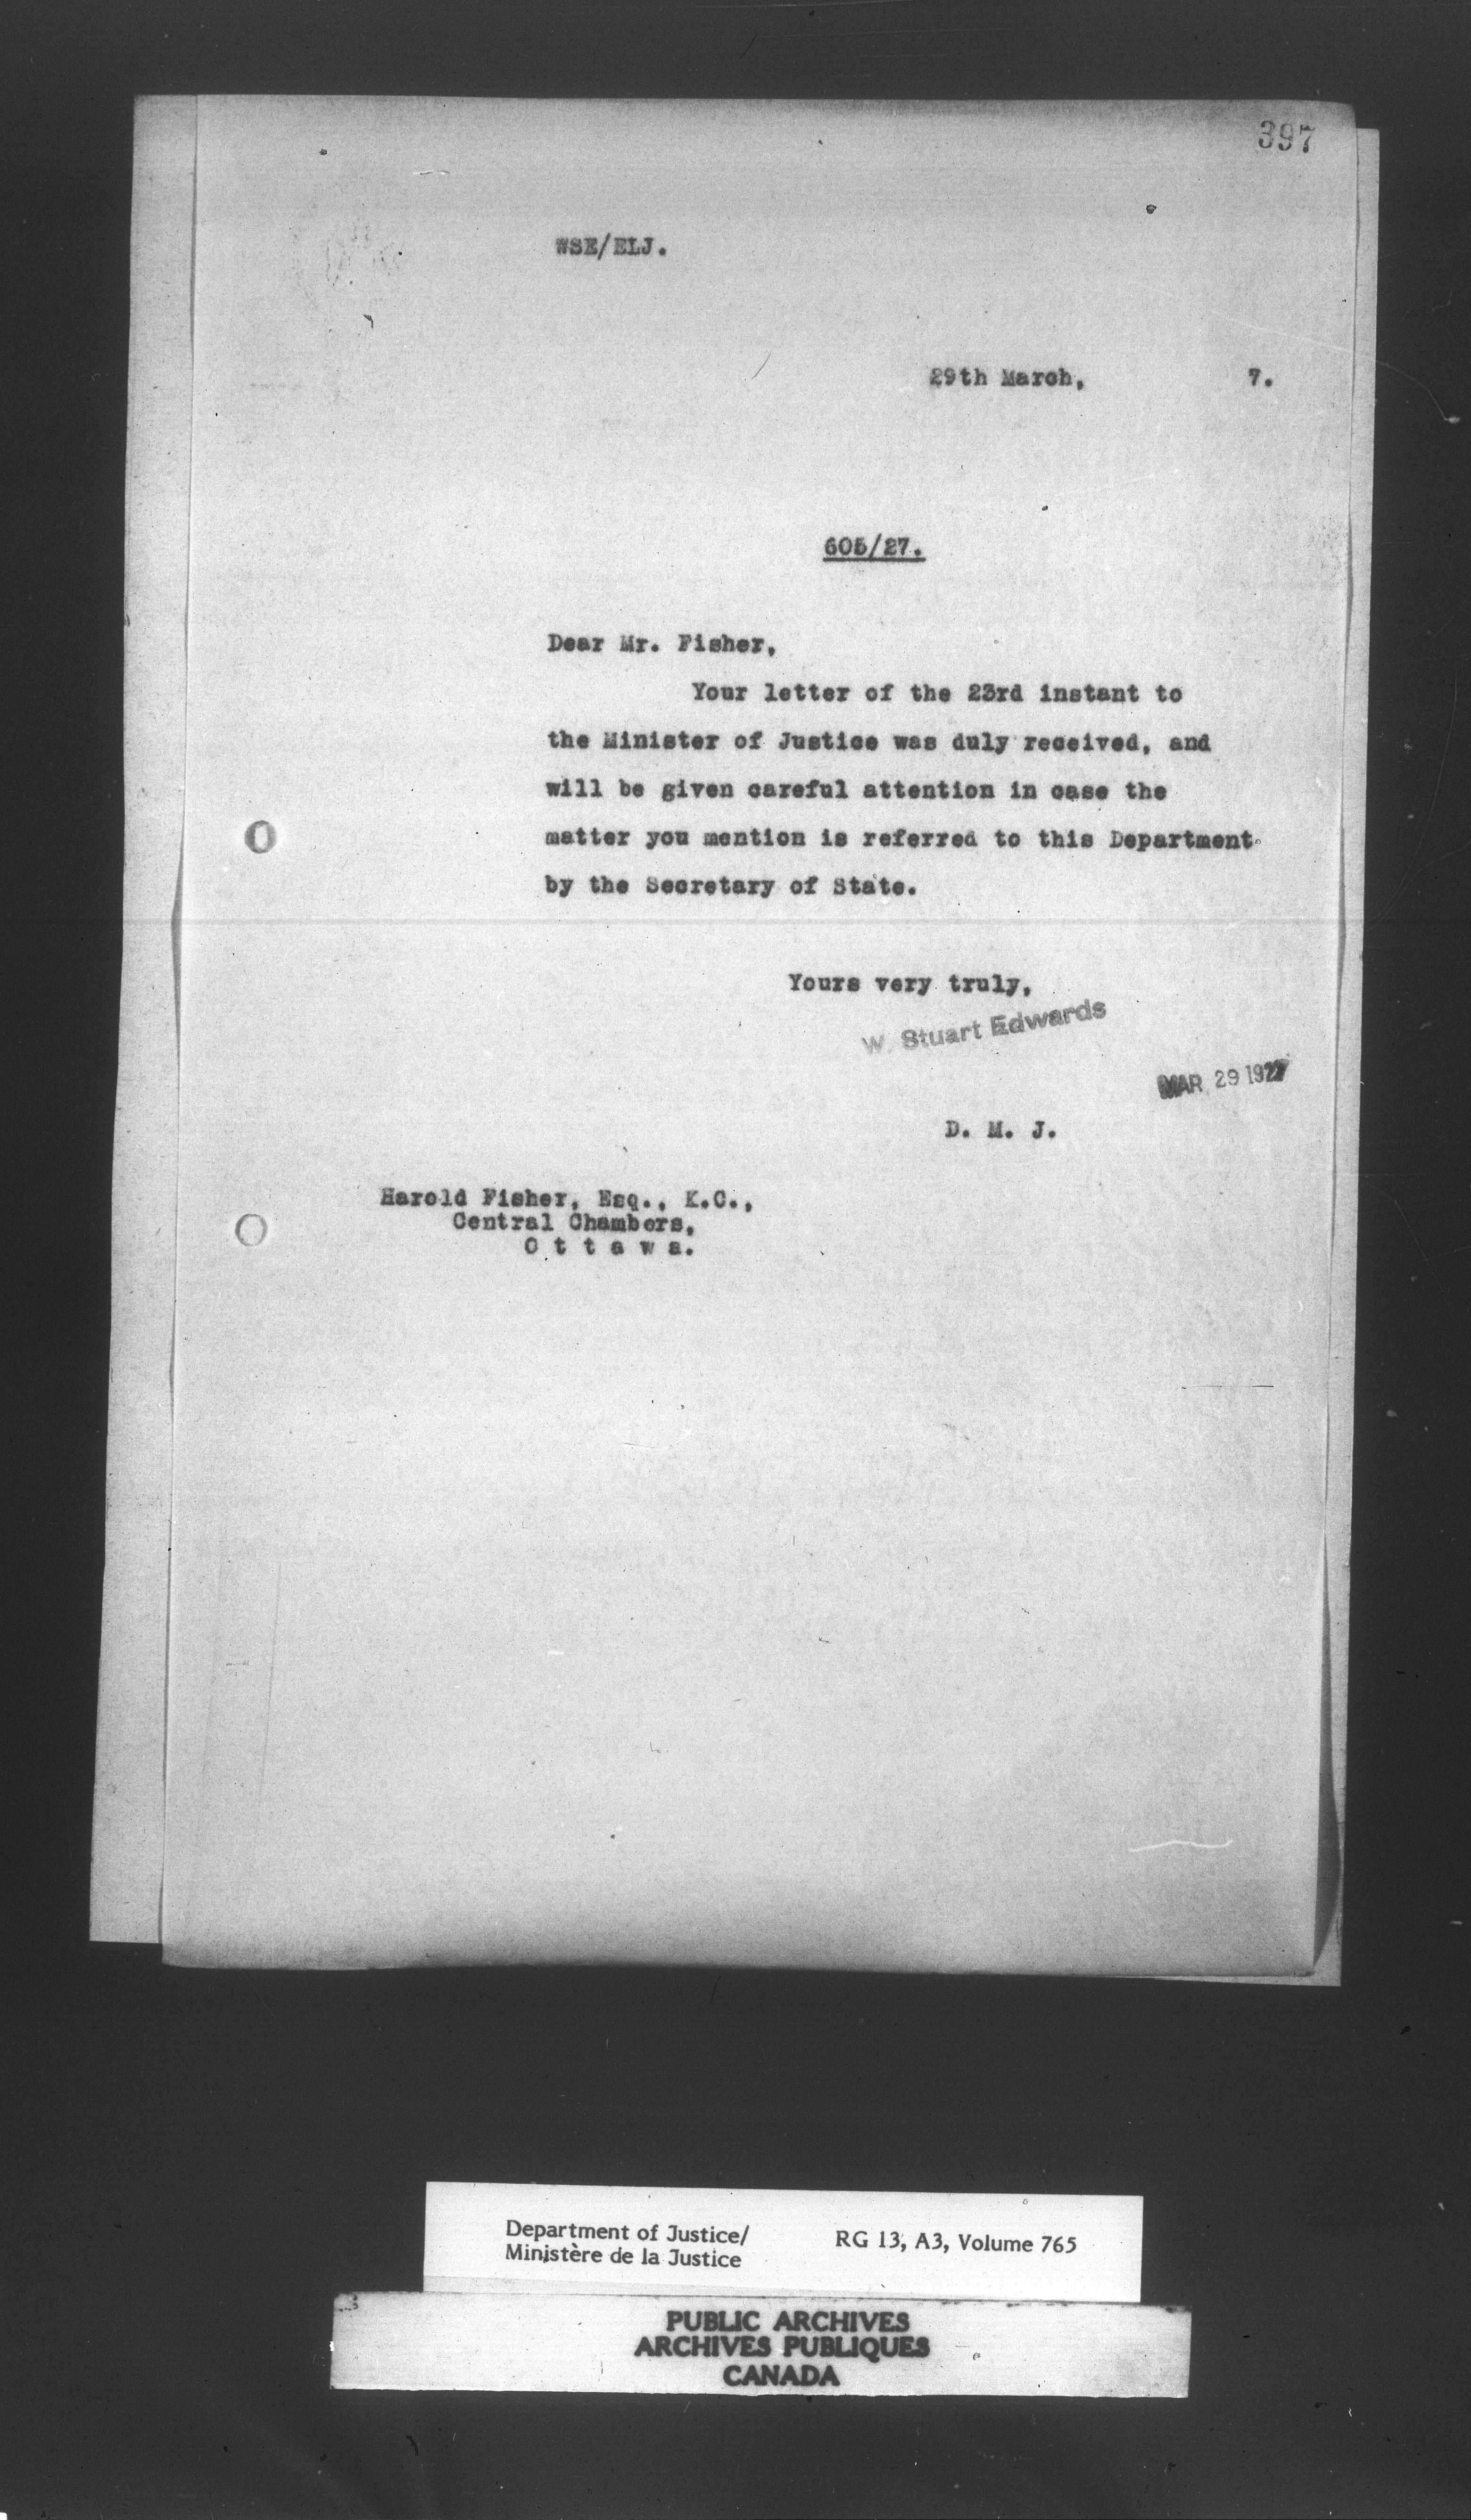 397
WSE/ELJ.
29th March, 7.
605/27.
Dear Mr. Fisher,
Your letter of the 23rd instant to
the Minister of Justice was duly received, and
will be given careful attention in case the
matter you mention is referred to this Department
by the Secretary of State.
Yours very truly,
W. Stuart Edwards
MAR 29 1927
D. M. J.
Harold Fisher, Esq., K.C.,
Central Chambers,
O t t a w a.
Department of Justice/
Ministère de la Justice
RG 13, A3, Volume 765
PUBLIC ARCHIVES
ARCHIVES PUBLIQUES
CANADA